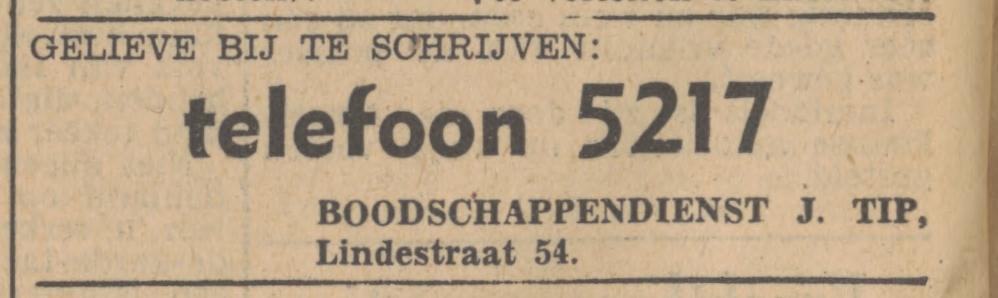 GELIEVE BIJ TE SCHRIJVEN:
telefoon 5217
BOODSCHAPPENDIENST J. TIP,
Lindestraat 54.